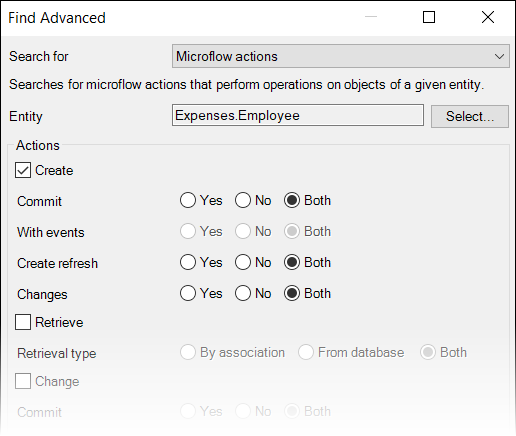 Find Advanced
Search for Microflow actions
Searches for microflow actions that perform operations on objects of a given entity.
Entity Expenses.Employee Select...
Actions
Create
Commit Yes No Both
With events Yes No Both
Create refresh Yes No Both
Changes Yes No Both
Retrieve
Retrieval type By association From database Both
Change
Commit Yes No Both